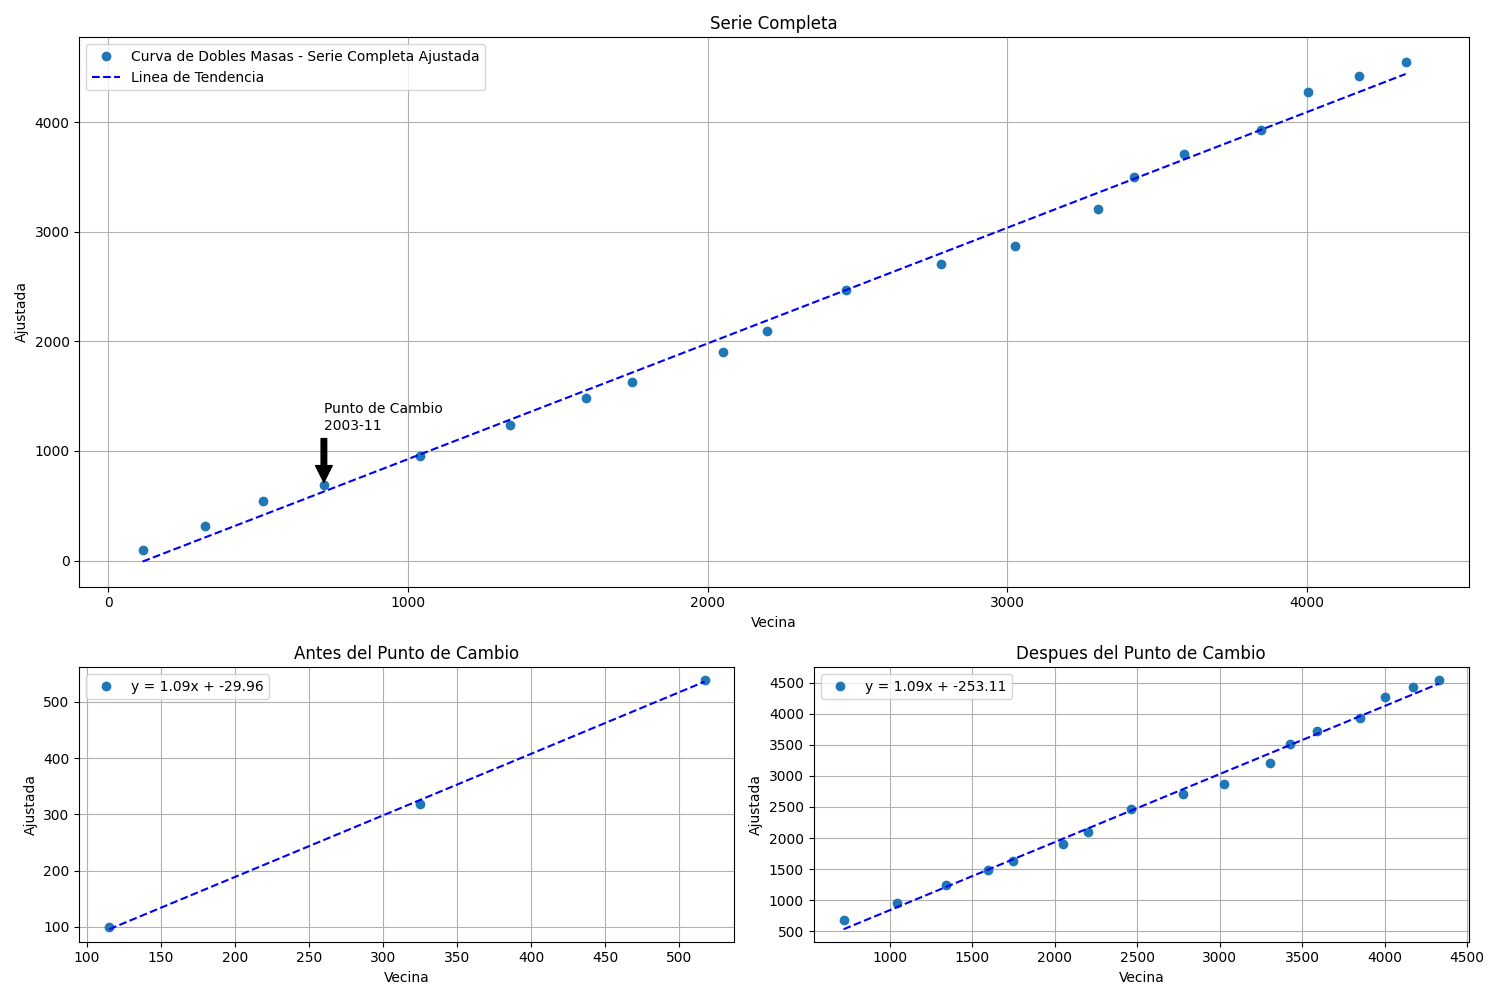 Serie Completa
Curva de Dobles Masas - Serie Completa Ajustada
Linea de Tendencia
Ajustada
4000
3000
2000
1000
0
Punto de Cambio
2003-11
0 1000 2000 3000 4000
Vecina
Antes del Punto de Cambio
y = 1.09x + -29.96
Ajustada
500
400
300
200
100
100 150 200 250 300 350 400 450 500
Vecina
Despues del Punto de Cambio
y = 1.09x + -253.11
Ajustada
4500
4000
3500
3000
2500
2000
1500
1000
500
1000 1500 2000 2500 3000 3500 4000 4500
Vecina